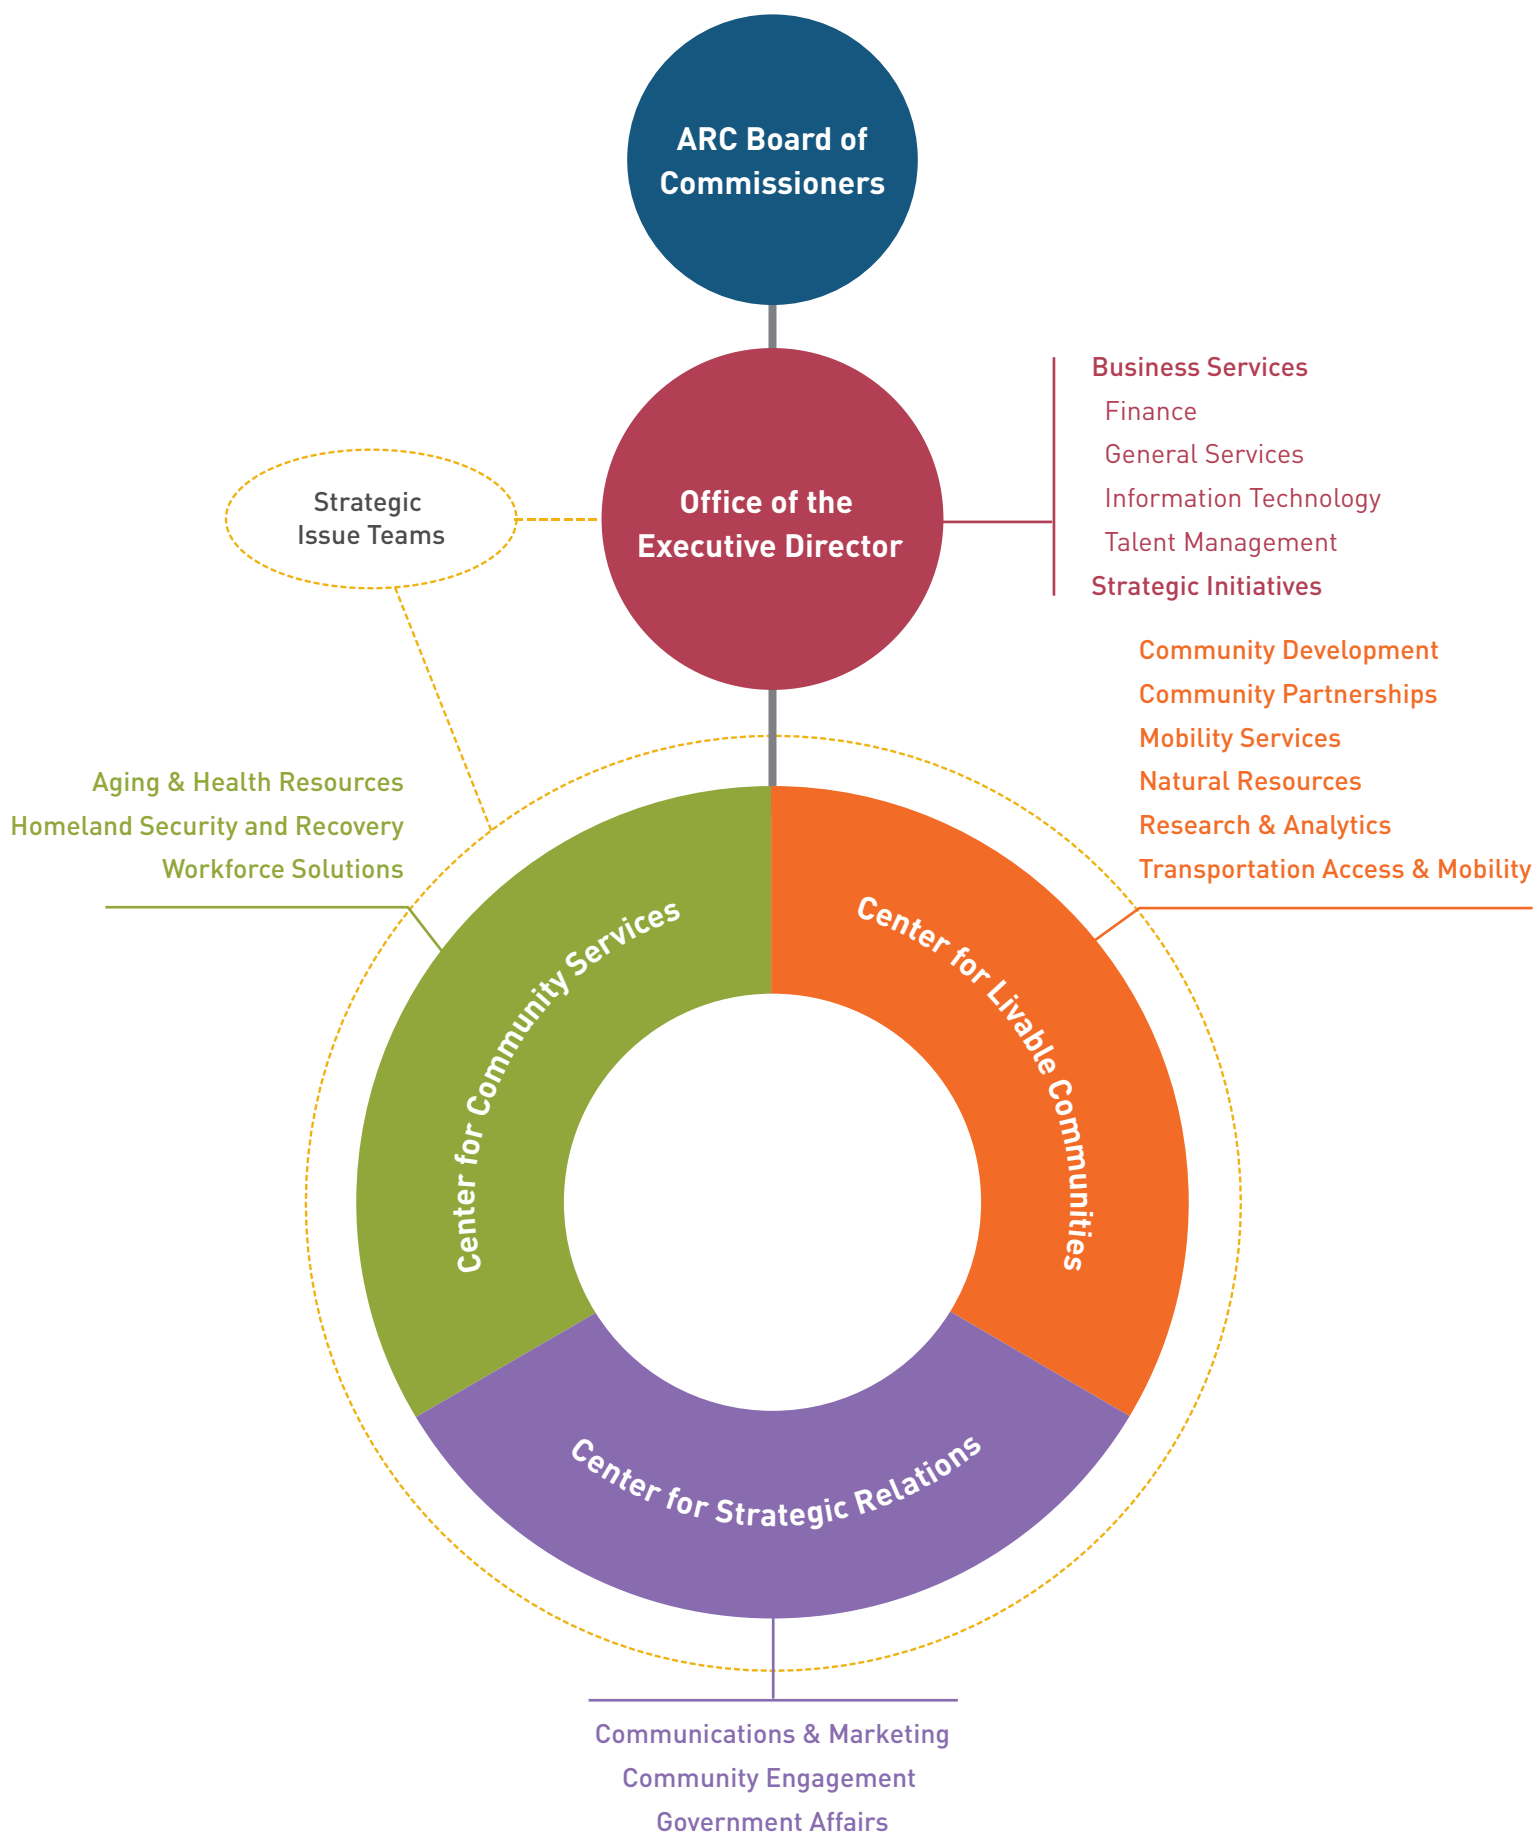 ARC Board of
Commissioners
Office of the
Executive Director
Strategic
Issue Teams
Business Services
Finance
General Services
Information Technology
Talent Management
Strategic Initiatives
Community Development
Community Partnerships
Mobility Services
Natural Resources
Research & Analytics
Transportation Access & Mobility
Aging & Health Resources
Homeland Security and Recovery
Workforce Solutions
Center for Community Services
Center for Livable Communities
Center for Strategic Relations
Communications & Marketing
Community Engagement
Government Affairs